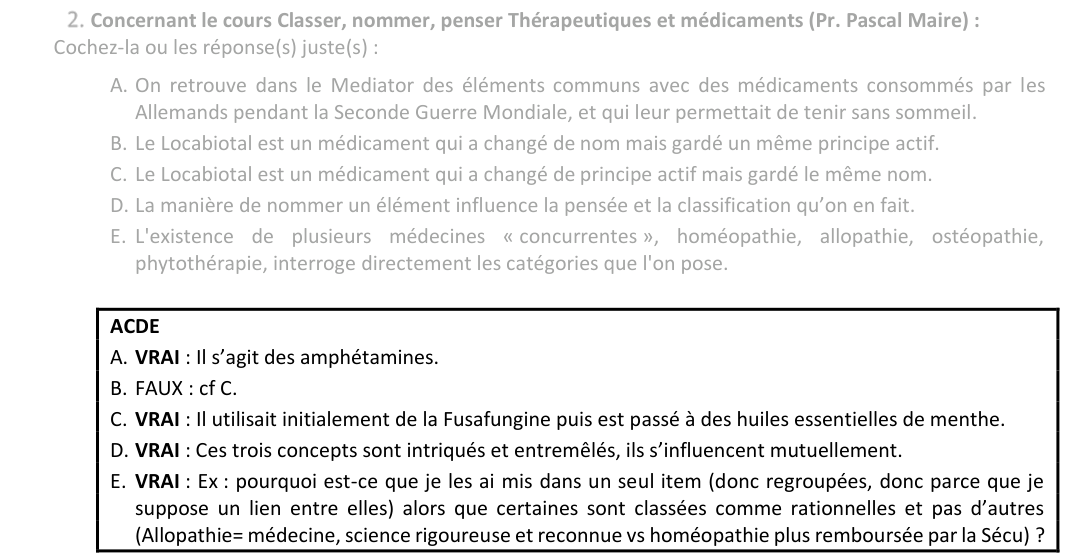 2. Concernant le cours Classer, nommer, penser Thérapeutiques et médicaments (Pr. Pascal Maire) :
Cochez-la ou les réponse(s) juste(s) :
A. On retrouve dans le Mediator des éléments communs avec des médicaments consommés par les
Allemands pendant la Seconde Guerre Mondiale, et qui leur permettait de tenir sans sommeil.
B. Le Locabiotal est un médicament qui a changé de nom mais gardé un même principe actif.
C. Le Locabiotal est un médicament qui a changé de principe actif mais gardé le même nom.
D. La manière de nommer un élément influence la pensée et la classification qu’on en fait.
E. L'existence de plusieurs médecines « concurrentes », homéopathie, allopathie, ostéopathie,
phytothérapie, interroge directement les catégories que l'on pose.
ACDE
A. VRAI : Il s’agit des amphétamines.
B. FAUX : cf C.
C. VRAI : Il utilisait initialement de la Fusafungine puis est passé à des huiles essentielles de menthe.
D. VRAI : Ces trois concepts sont intriqués et entremêlés, ils s’influencent mutuellement.
E. VRAI : Ex : pourquoi est-ce que je les ai mis dans un seul item (donc regroupées, donc parce que je
suppose un lien entre elles) alors que certaines sont classées comme rationnelles et pas d’autres
(Allopathie= médecine, science rigoureuse et reconnue vs homéopathie plus remboursée par la Sécu) ?